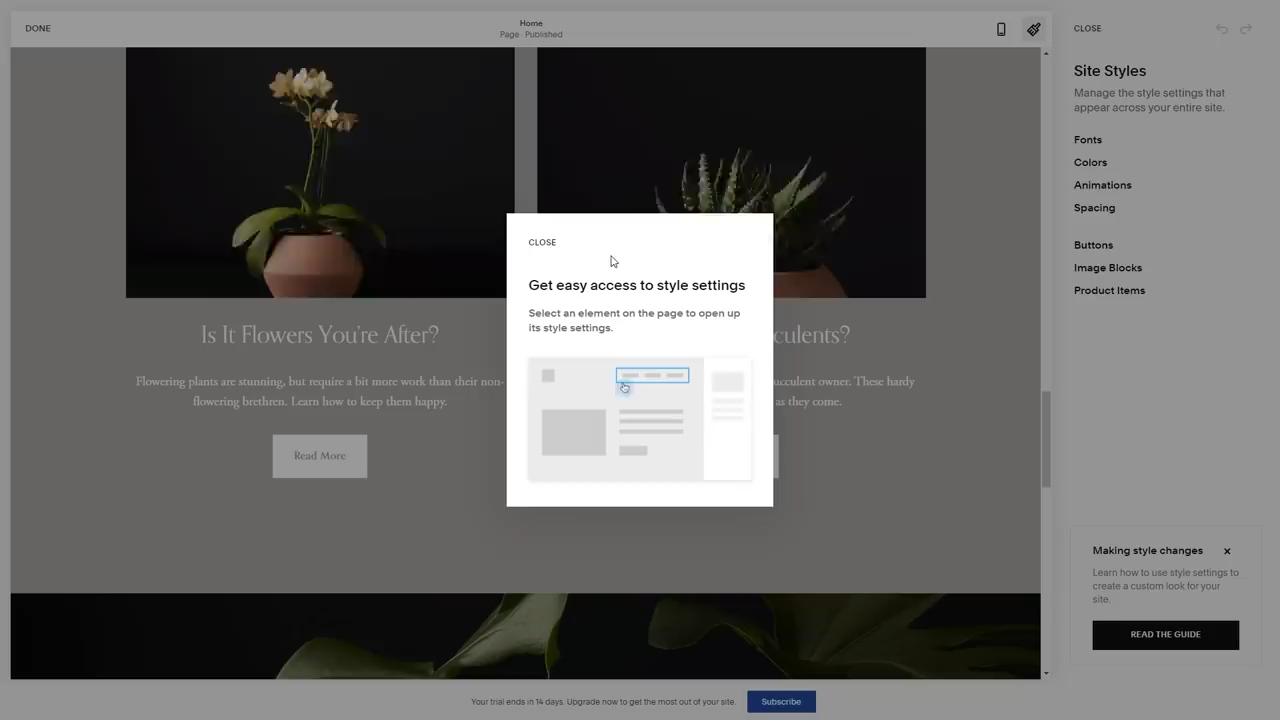 DONE
Home
Page · Published
CLOSE
Site Styles
Manage the style settings that
appear across your entire site.
Fonts
Colors
Animations
Spacing
Buttons
Image Blocks
Product Items
CLOSE
Get easy access to style settings
Select an element on the page to open up
its style settings.
Is It Flowers You're After?
Flowering plants are stunning, but require a bit more work than their non-
flowering brethren. Learn how to keep them happy.
Read More
culents?
ucculent owner. These hardy
as they come.
Making style changes
Learn how to use style settings to
create a custom look for your
site.
READ THE GUIDE
Your trial ends in 14 days. Upgrade now to get the most out of your site.
Subscribe